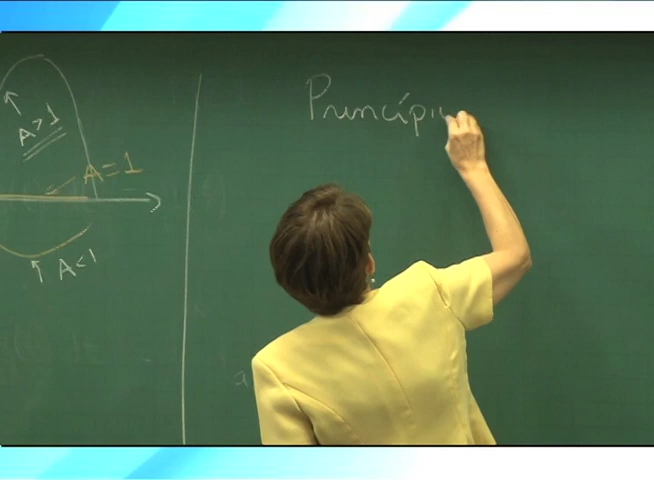 A > 1
A = 1
A < 1
Princípi